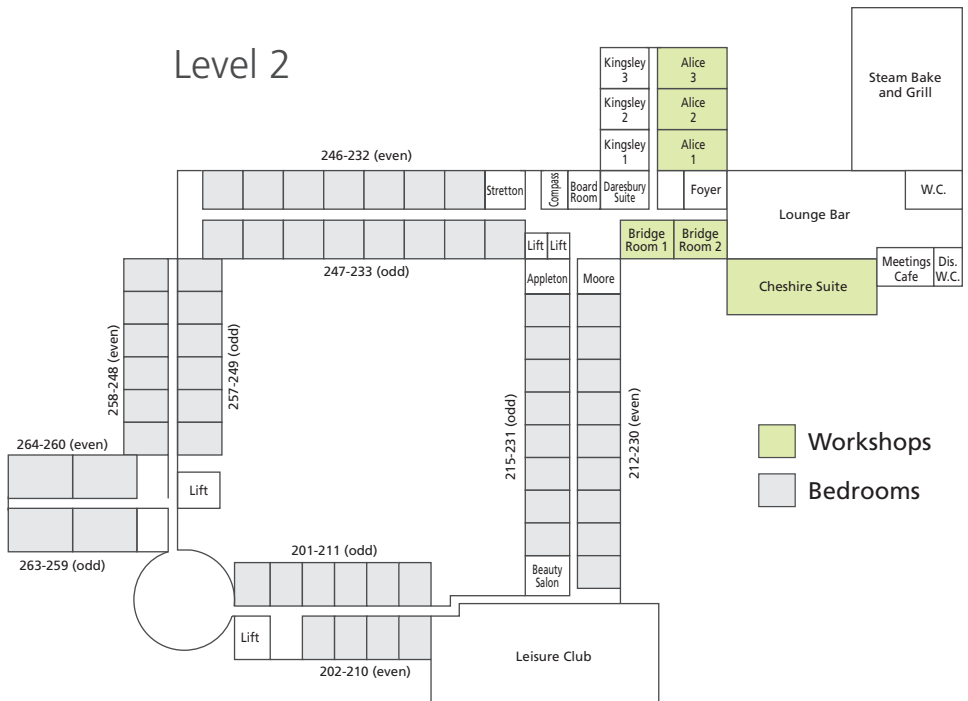 Level 2
Steam Bake
and Grill
Kingsley
3
Alice
3
Kingsley
2
Alice
2
Kingsley
1
Alice
1
246-232 (even)
Stretton
Compass
Board
Room
Daresbury
Suite
Foyer
W.C.
Lounge Bar
Bridge
Room 1
Bridge
Room 2
Lift
Lift
247-233 (odd)
Appleton
Moore
Meetings
Cafe
Dis.
W.C.
Cheshire Suite
258-248 (even)
257-249 (odd)
215-231 (odd)
212-230 (even)
Workshops
Bedrooms
264-260 (even)
Lift
263-259 (odd)
201-211 (odd)
Beauty
Salon
Lift
202-210 (even)
Leisure Club